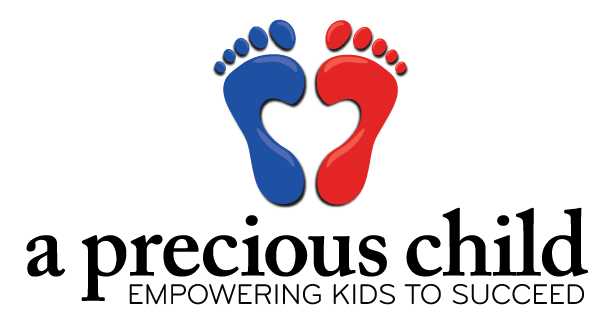 a precious child
EMPOWERING KIDS TO SUCCEED